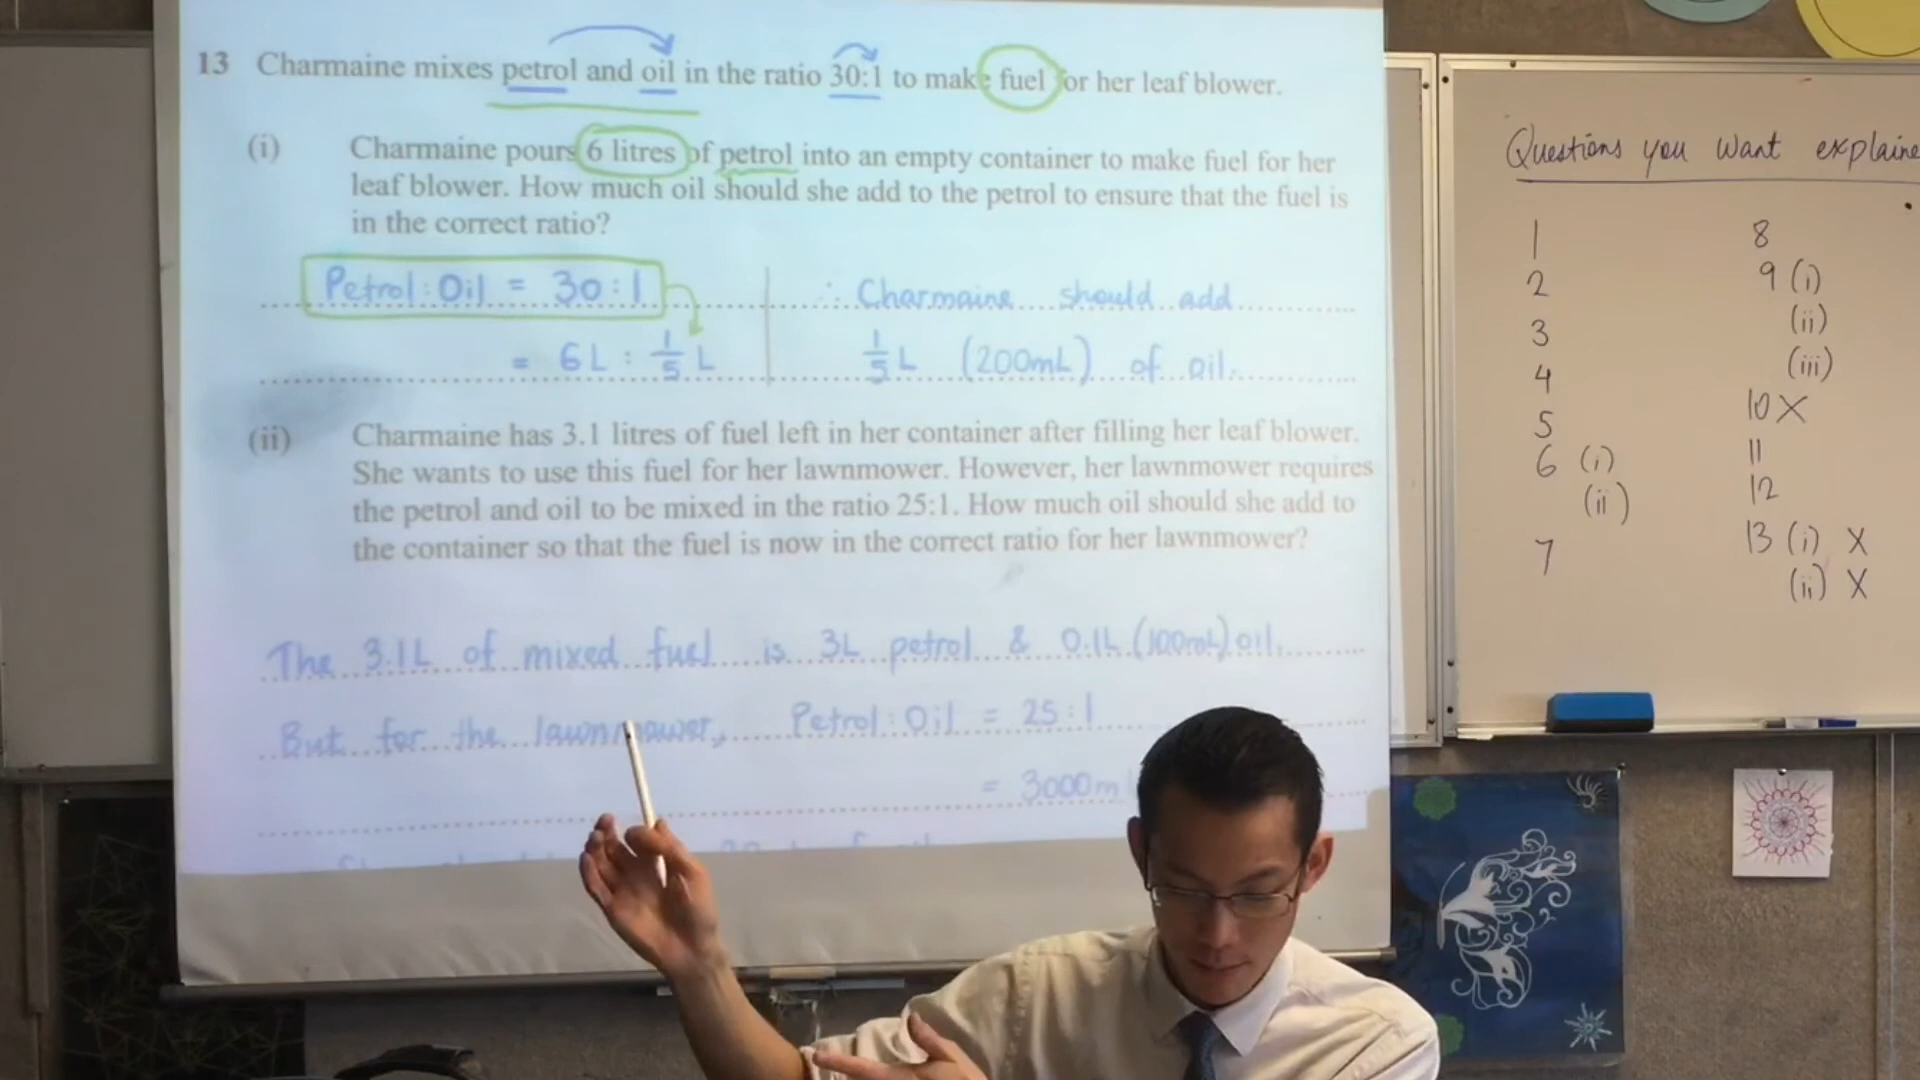 13 Charmaine mixes petrol and oil in the ratio 30:1 to make fuel for her leaf blower.
(i) Charmaine pours 6 litres of petrol into an empty container to make fuel for her
leaf blower. How much oil should she add to the petrol to ensure that the fuel is
in the correct ratio?
Petrol : Oil = 30 : 1
= 6L : 1/5 L
∴ Charmaine should add
1/5 L (200mL) of oil.
(ii) Charmaine has 3.1 litres of fuel left in her container after filling her leaf blower.
She wants to use this fuel for her lawnmower. However, her lawnmower requires
the petrol and oil to be mixed in the ratio 25:1. How much oil should she add to
the container so that the fuel is now in the correct ratio for her lawnmower?
The 3.1L of mixed fuel is 3L petrol & 0.1L (100mL) oil.
But for the lawnmower, Petrol : Oil = 25 : 1
= 3000m
Questions you want explaine
1
2
3
4
5
6 (i)
(ii)
7
8
9 (i)
(ii)
(iii)
10 X
11
12
13 (i) X
(ii) X